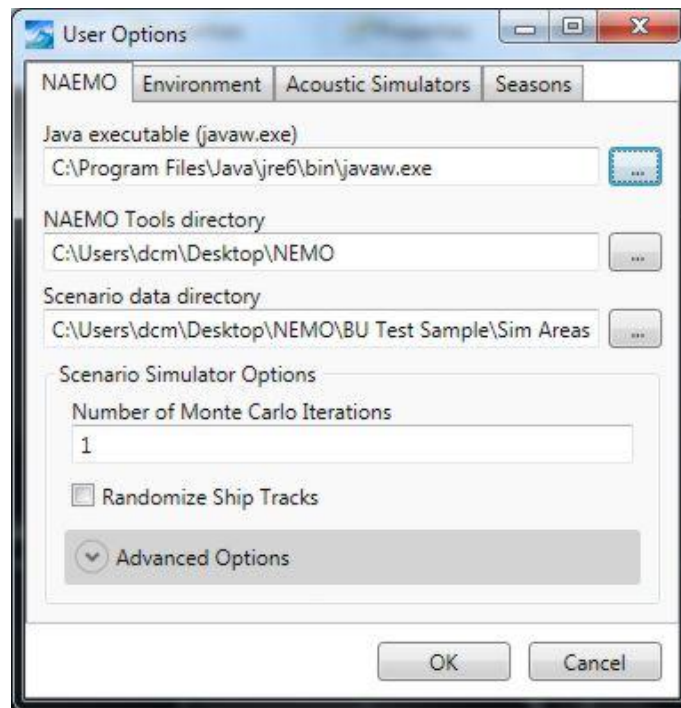 User Options
NAEMO Environment Acoustic Simulators Seasons
Java executable (javaw.exe)
C:\Program Files\Java\jre6\bin\javaw.exe
...
NAEMO Tools directory
C:\Users\dcm\Desktop\NEMO
...
Scenario data directory
C:\Users\dcm\Desktop\NEMO\BU Test Sample\Sim Areas
...
Scenario Simulator Options
Number of Monte Carlo Iterations
1
Randomize Ship Tracks
Advanced Options
OK Cancel